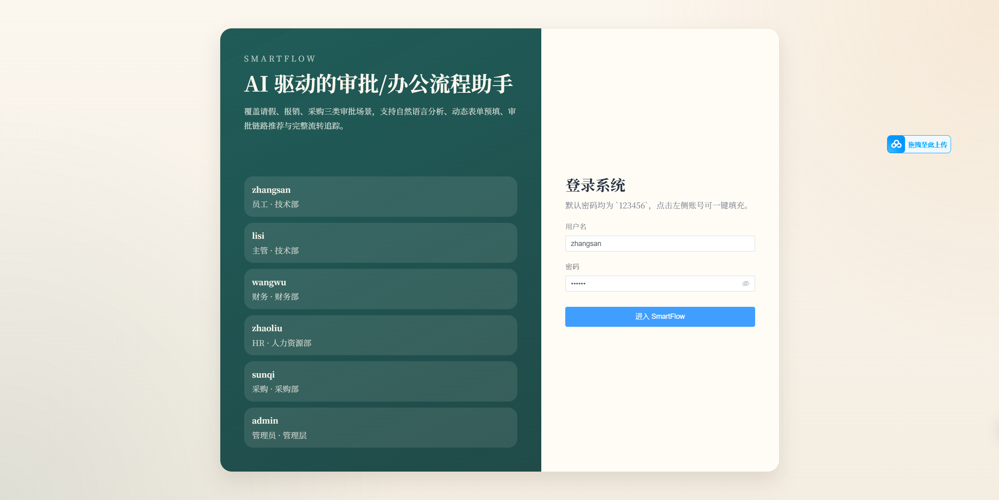 SMARTFLOW
AI 驱动的审批/办公流程助手
覆盖请假、报销、采购三类审批场景，支持自然语言分析、动态表单预填、审
批链路推荐与完整流转追踪。
zhangsan
员工 · 技术部
lisi
主管 · 技术部
wangwu
财务 · 财务部
zhaoliu
HR · 人力资源部
sunqi
采购 · 采购部
admin
管理员 · 管理层
登录系统
默认密码均为 `123456`，点击左侧账号可一键填充。
用户名
zhangsan
密码
••••••
进入 SmartFlow
拖拽至此上传